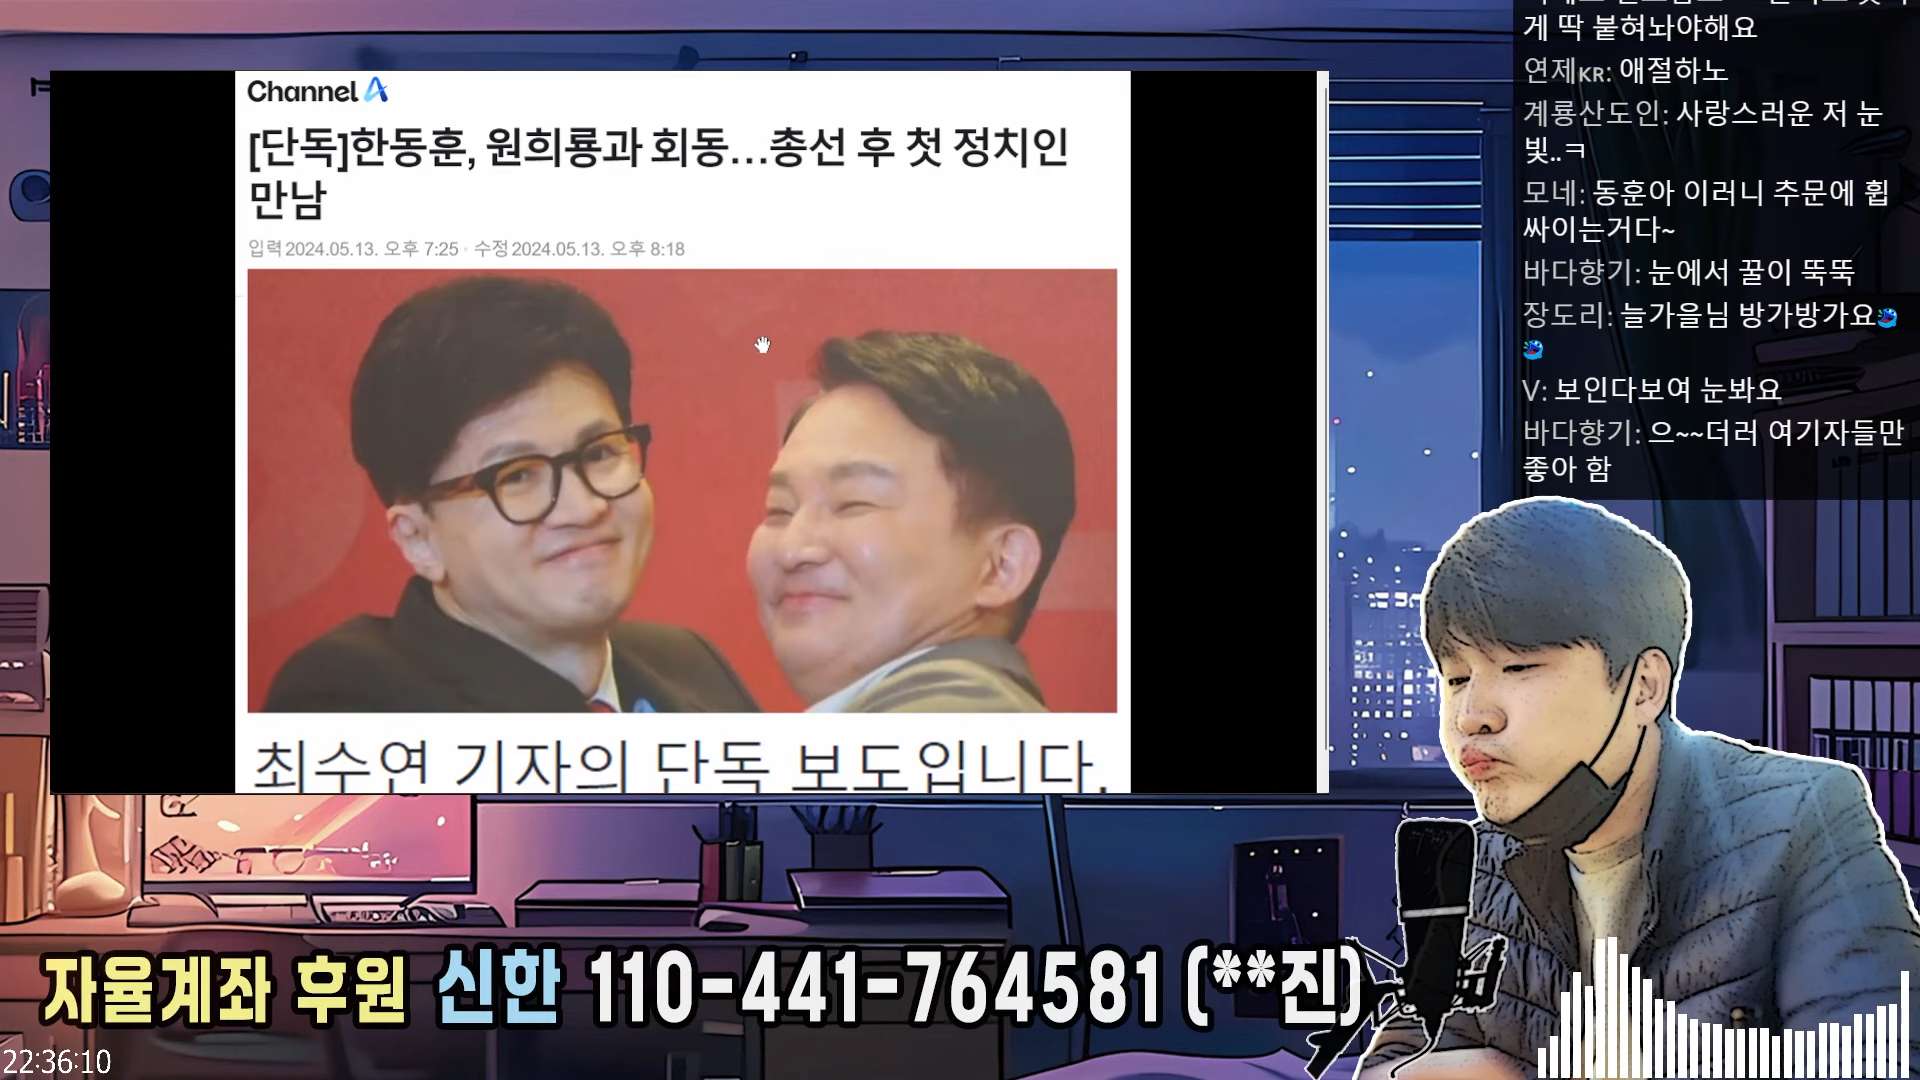 Channel A
[단독]한동훈, 원희룡과 회동…총선 후 첫 정치인
만남
입력 2024.05.13. 오후 7:25 · 수정 2024.05.13. 오후 8:18
최수연 기자의 단독 보도입니다.
게 딱 붙혀놔야해요
연제KR: 애절하노
계룡산도인: 사랑스러운 저 눈
빛..ㅋ
모네: 동훈아 이러니 추문에 휩
싸이는거다~
바다향기: 눈에서 꿀이 뚝뚝
장도리: 늘가을님 방가방가요
V: 보인다보여 눈봐요
바다향기: 으~~더러 여기자들만
좋아 함
자율계좌 후원 신한 110-441-764581 (**진)
22:36:10